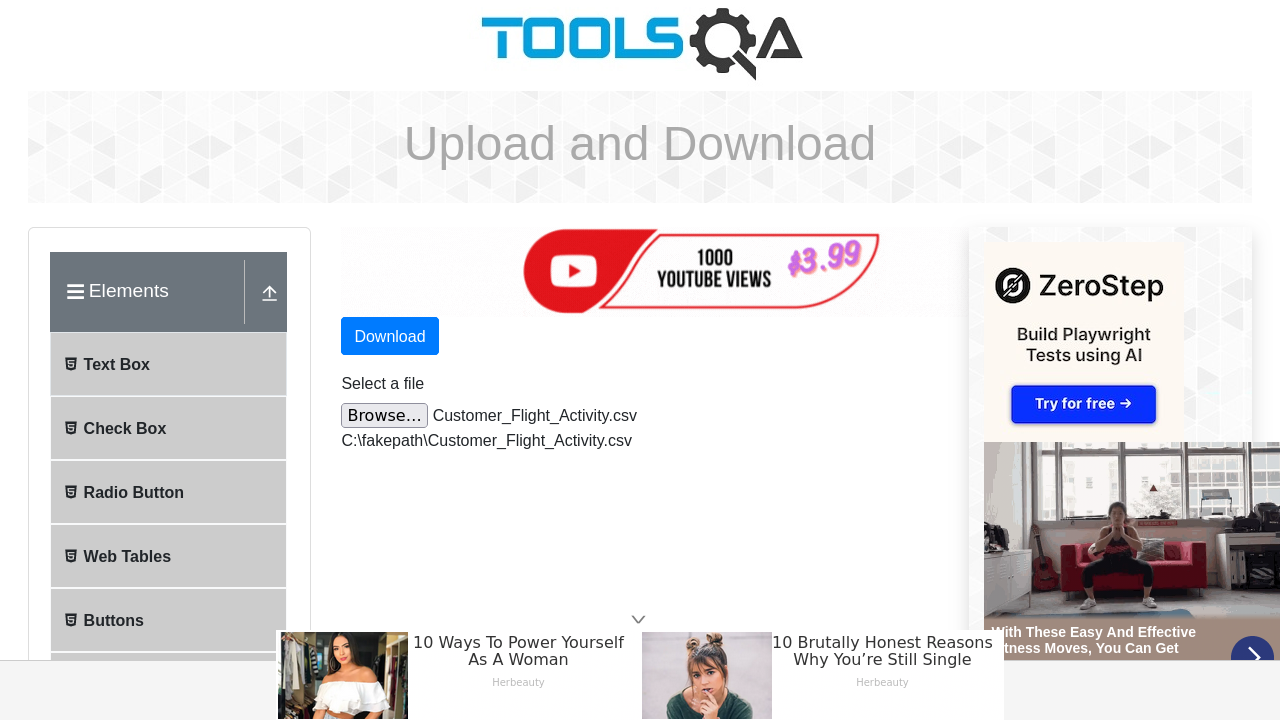 TOOLSQA
Upload and Download
Elements
Text Box
Check Box
Radio Button
Web Tables
Buttons
1000
YOUTUBE VIEWS
$3.99
Download
Select a file
Browse... Customer_Flight_Activity.csv
C:\fakepath\Customer_Flight_Activity.csv
ZeroStep
Build Playwright
Tests using AI
Try for free →
With These Easy And Effective
tness Moves, You Can Get
10 Ways To Power Yourself
As A Woman
Herbeauty
10 Brutally Honest Reasons
Why You’re Still Single
Herbeauty